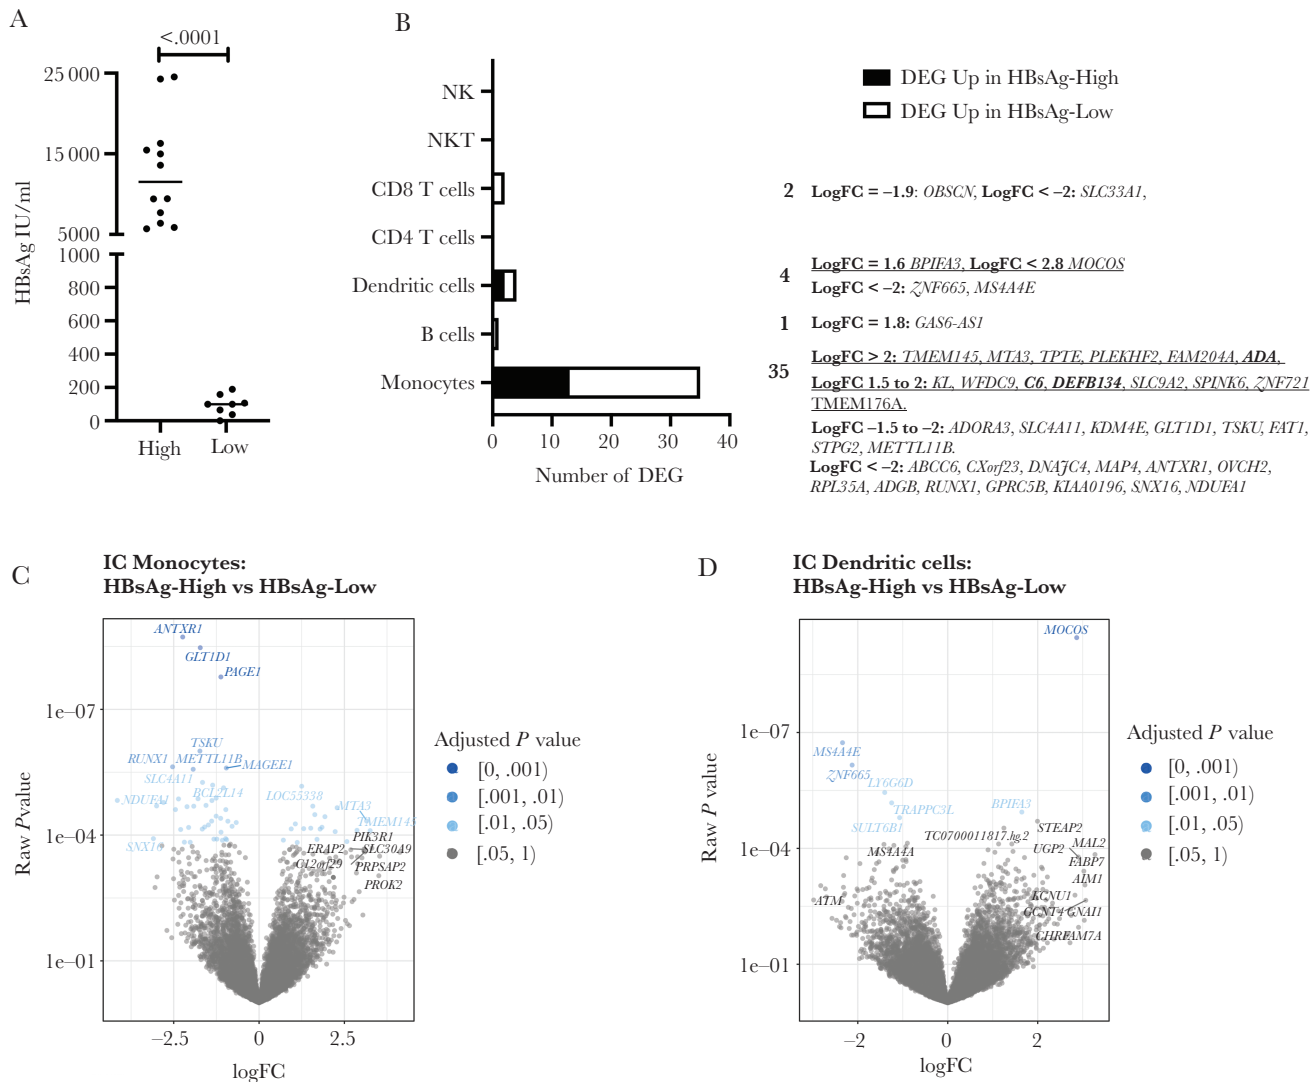 A
<.0001
25 000
15 000
5000
1000
800
600
400
200
0
HBsAg IU/ml
High
Low
B
NK
NKT
CD8 T cells
CD4 T cells
Dendritic cells
B cells
Monocytes
0
10
20
30
40
Number of DEG
DEG Up in HBsAg-High
DEG Up in HBsAg-Low
2 LogFC = –1.9: OBSCN, LogFC < –2: SLC33A1,
4
LogFC = 1.6 BPIFA3, LogFC < 2.8 MOCOS
LogFC < –2: ZNF665, MS4A4E
1 LogFC = 1.8: GAS6-AS1
35
LogFC > 2: TMEM145, MTA3, TPTE, PLEKHF2, FAM204A, ADA,
LogFC 1.5 to 2: KL, WFDC9, C6, DEFB134, SLC9A2, SPINK6, ZNF721
TMEM176A.
LogFC –1.5 to –2: ADORA3, SLC4A11, KDM4E, GLT1D1, TSKU, FAT1,
STPG2, METTL11B.
LogFC < –2: ABCC6, CXorf23, DNAJC4, MAP4, ANTXR1, OVCH2,
RPL35A, ADGB, RUNX1, GPRC5B, KIAA0196, SNX16, NDUFA1
C
IC Monocytes:
HBsAg-High vs HBsAg-Low
ANTXR1
GLT1D1
PAGE1
TSKU
RUNX1
METTL11B
MAGEE1
SLC4A11
BCL2L14
NDUFA1
LOC55338
MTA3
TMEM145
SNX16
PIK3R1
ERAP2
SLC30A9
C12orf29
PRPSAP2
PROK2
1e–07
1e–04
1e–01
Raw P value
–2.5
0
2.5
logFC
Adjusted P value
[0, .001)
[.001, .01)
[.01, .05)
[.05, 1)
D
IC Dendritic cells:
HBsAg-High vs HBsAg-Low
MOCOS
MS4A4E
ZNF665
LY6G6D
TRAPPC3L
BPIFA3
SULT6B1
STEAP2
TC0700011817.hg.2
MAL2
UGP2
MS4A4A
FABP7
AIM1
KCNU1
ATM
GCNT4
GNAI1
CHRFAM7A
1e–07
1e–04
1e–01
Raw P value
–2
0
2
logFC
Adjusted P value
[0, .001)
[.001, .01)
[.01, .05)
[.05, 1)